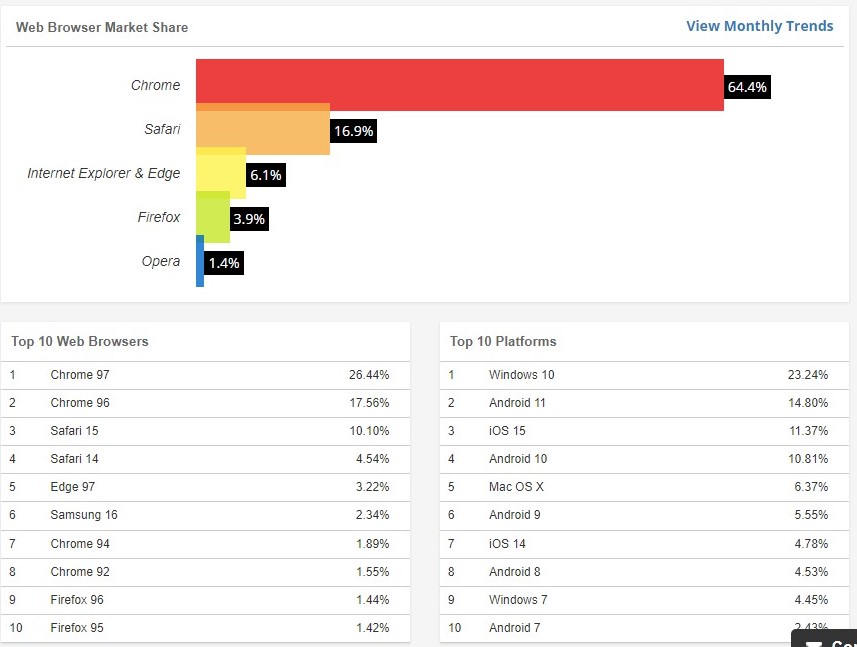 Web Browser Market Share
View Monthly Trends
Chrome 64.4%
Safari 16.9%
Internet Explorer & Edge 6.1%
Firefox 3.9%
Opera 1.4%
Top 10 Web Browsers
1 Chrome 97 26.44%
2 Chrome 96 17.56%
3 Safari 15 10.10%
4 Safari 14 4.54%
5 Edge 97 3.22%
6 Samsung 16 2.34%
7 Chrome 94 1.89%
8 Chrome 92 1.55%
9 Firefox 96 1.44%
10 Firefox 95 1.42%
Top 10 Platforms
1 Windows 10 23.24%
2 Android 11 14.80%
3 iOS 15 11.37%
4 Android 10 10.81%
5 Mac OS X 6.37%
6 Android 9 5.55%
7 iOS 14 4.78%
8 Android 8 4.53%
9 Windows 7 4.45%
10 Android 7 2.43%